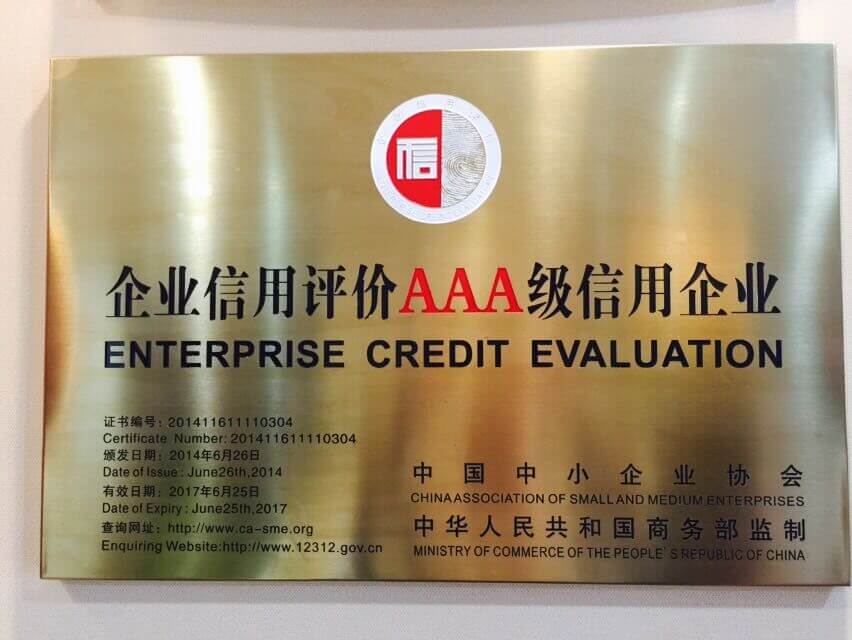 信
企业信用评价AAA级信用企业
ENTERPRISE CREDIT EVALUATION
证书编号：201411611110304
Certificate Number: 201411611110304
颁发日期：2014年6月26日
Date of Issue : June26th,2014
有效日期：2017年6月25日
Date of Expiry : June25th,2017
查询网址：http://www.ca-sme.org
Enquiring Website:http://www.12312.gov.cn
中国中小企业协会
CHINA ASSOCIATION OF SMALL AND MEDIUM ENTERPRISES
中华人民共和国商务部监制
MINISTRY OF COMMERCE OF THE PEOPLE'S REPUBLIC OF CHINA